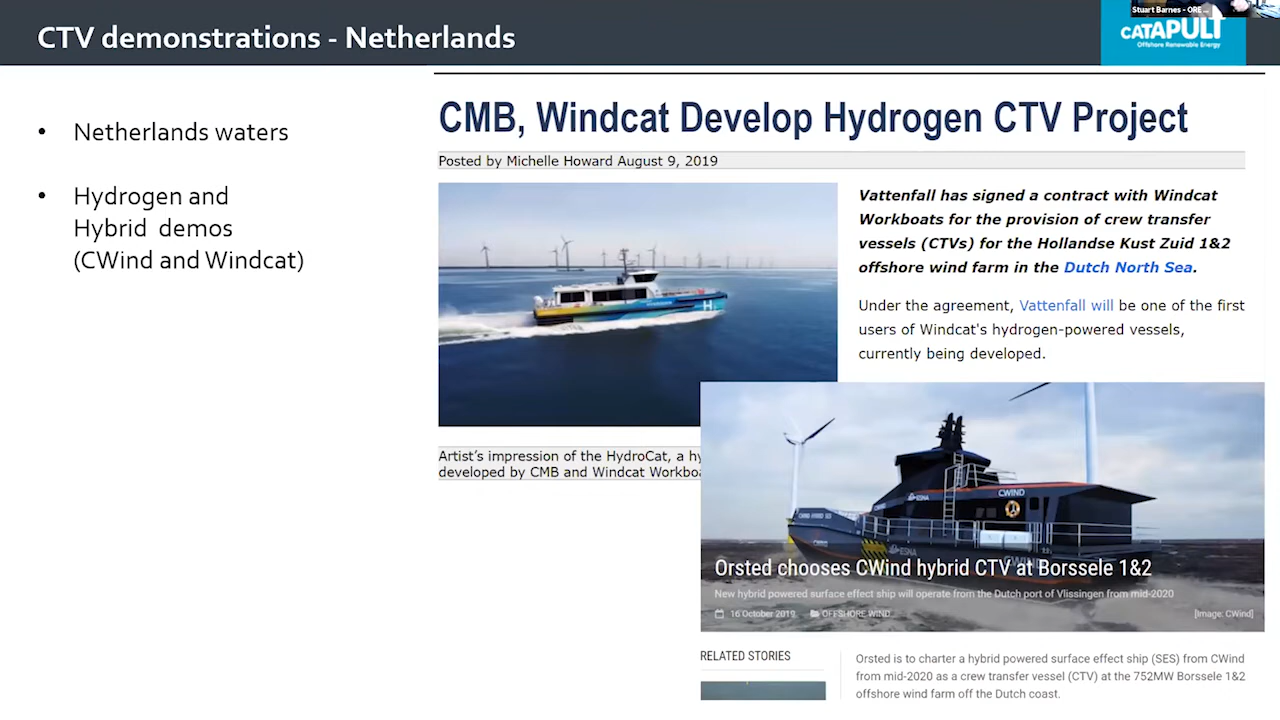 CTV demonstrations - Netherlands
Stuart Barnes - ORE ...
CATAPULT
Offshore Renewable Energy
• Netherlands waters
• Hydrogen and
Hybrid demos
(CWind and Windcat)
CMB, Windcat Develop Hydrogen CTV Project
Posted by Michelle Howard August 9, 2019
Vattenfall has signed a contract with Windcat
Workboats for the provision of crew transfer
vessels (CTVs) for the Hollandse Kust Zuid 1&2
offshore wind farm in the Dutch North Sea.
Under the agreement, Vattenfall will be one of the first
users of Windcat's hydrogen-powered vessels,
currently being developed.
H
Artist's impression of the HydroCat, a hy
developed by CMB and Windcat Workboa
ESNA
CWIND
CWIND HYBRID SES
CWIND
ESNA
Orsted chooses CWind hybrid CTV at Borssele 1&2
New hybrid powered surface effect ship will operate from the Dutch port of Vlissingen from mid-2020
16 October 2019 OFFSHORE WIND [Image: CWind]
RELATED STORIES
Orsted is to charter a hybrid powered surface effect ship (SES) from CWind
from mid-2020 as a crew transfer vessel (CTV) at the 752MW Borssele 1&2
offshore wind farm off the Dutch coast.